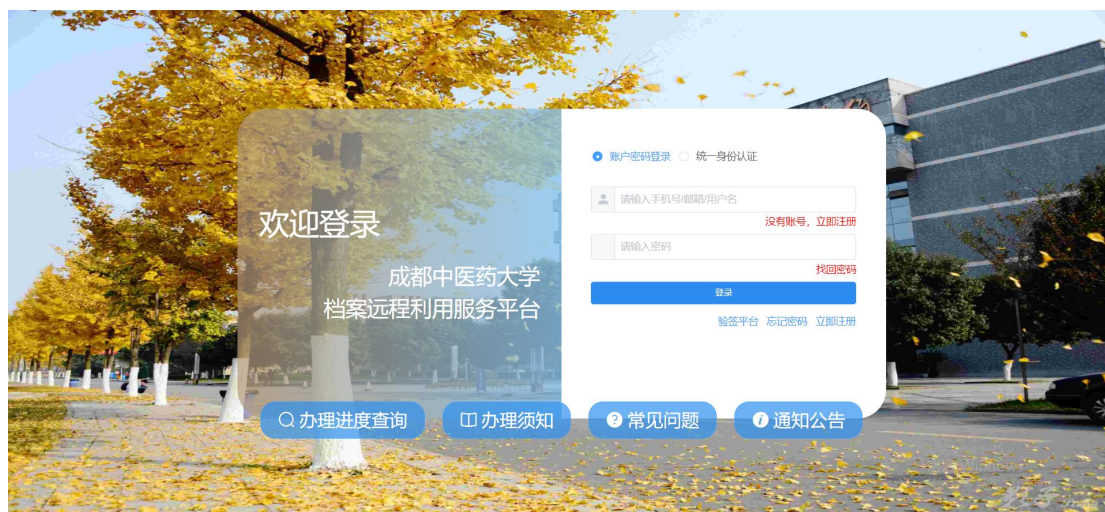 账户密码登录 统一身份认证
请输入手机号/邮箱/用户名
没有账号，立即注册
欢迎登录
请输入密码
找回密码
成都中医药大学
登录
档案远程利用服务平台
验签平台 忘记密码 立即注册
办理进度查询 办理须知 常见问题 通知公告